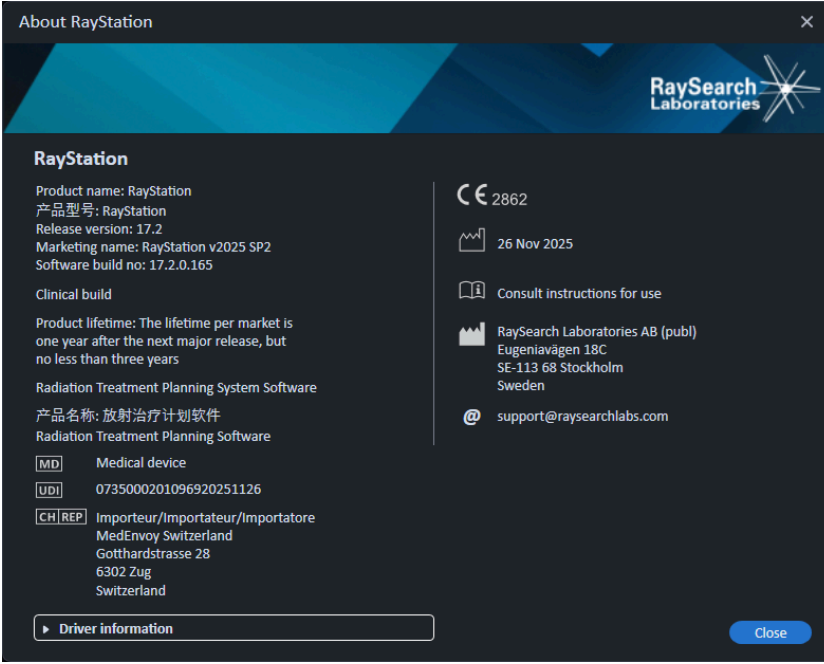 About RayStation
RaySearch
Laboratories
RayStation
Product name: RayStation
产品型号: RayStation
Release version: 17.2
Marketing name: RayStation v2025 SP2
Software build no: 17.2.0.165
Clinical build
Product lifetime: The lifetime per market is
one year after the next major release, but
no less than three years
Radiation Treatment Planning System Software
产品名称: 放射治疗计划软件
Radiation Treatment Planning Software
MD Medical device
UDI 0735000201096920251126
CH REP Importeur/Importateur/Importatore
MedEnvoy Switzerland
Gotthardstrasse 28
6302 Zug
Switzerland
Driver information
CE 2862
26 Nov 2025
Consult instructions for use
RaySearch Laboratories AB (publ)
Eugeniavägen 18C
SE-113 68 Stockholm
Sweden
@ support@raysearchlabs.com
Close